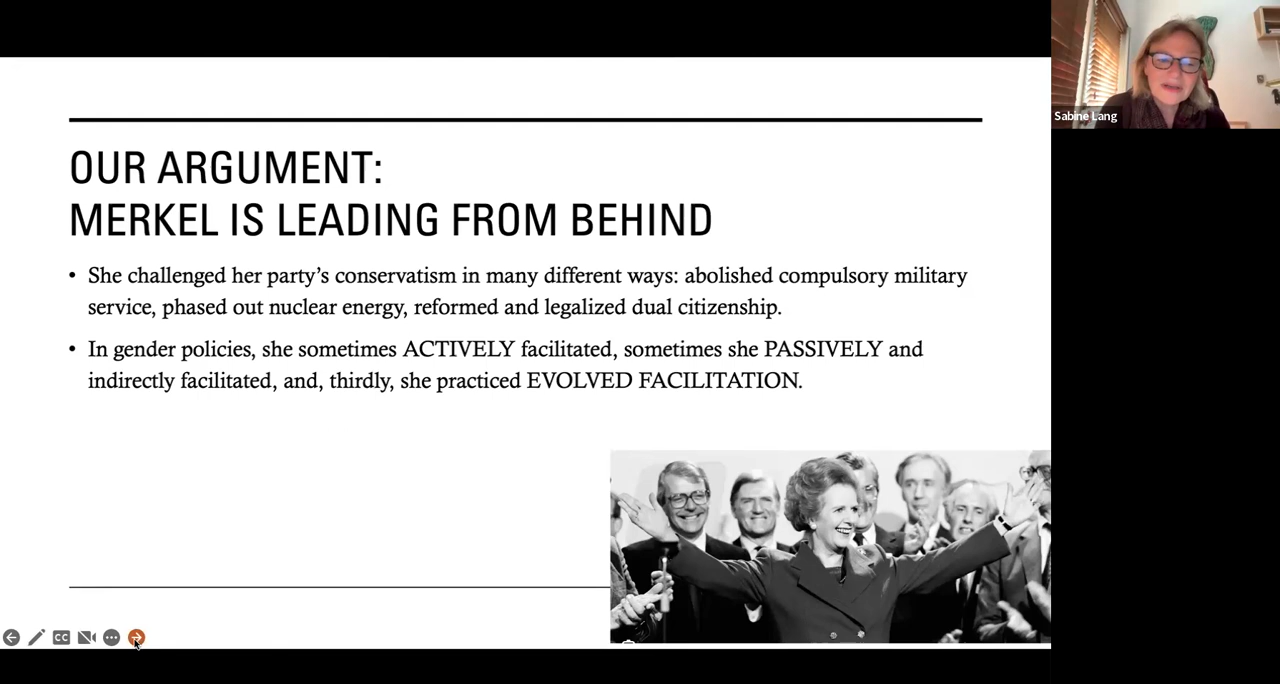 Sabine Lang
OUR ARGUMENT:
MERKEL IS LEADING FROM BEHIND
• She challenged her party’s conservatism in many different ways: abolished compulsory military
service, phased out nuclear energy, reformed and legalized dual citizenship.
• In gender policies, she sometimes ACTIVELY facilitated, sometimes she PASSIVELY and
indirectly facilitated, and, thirdly, she practiced EVOLVED FACILITATION.
CC